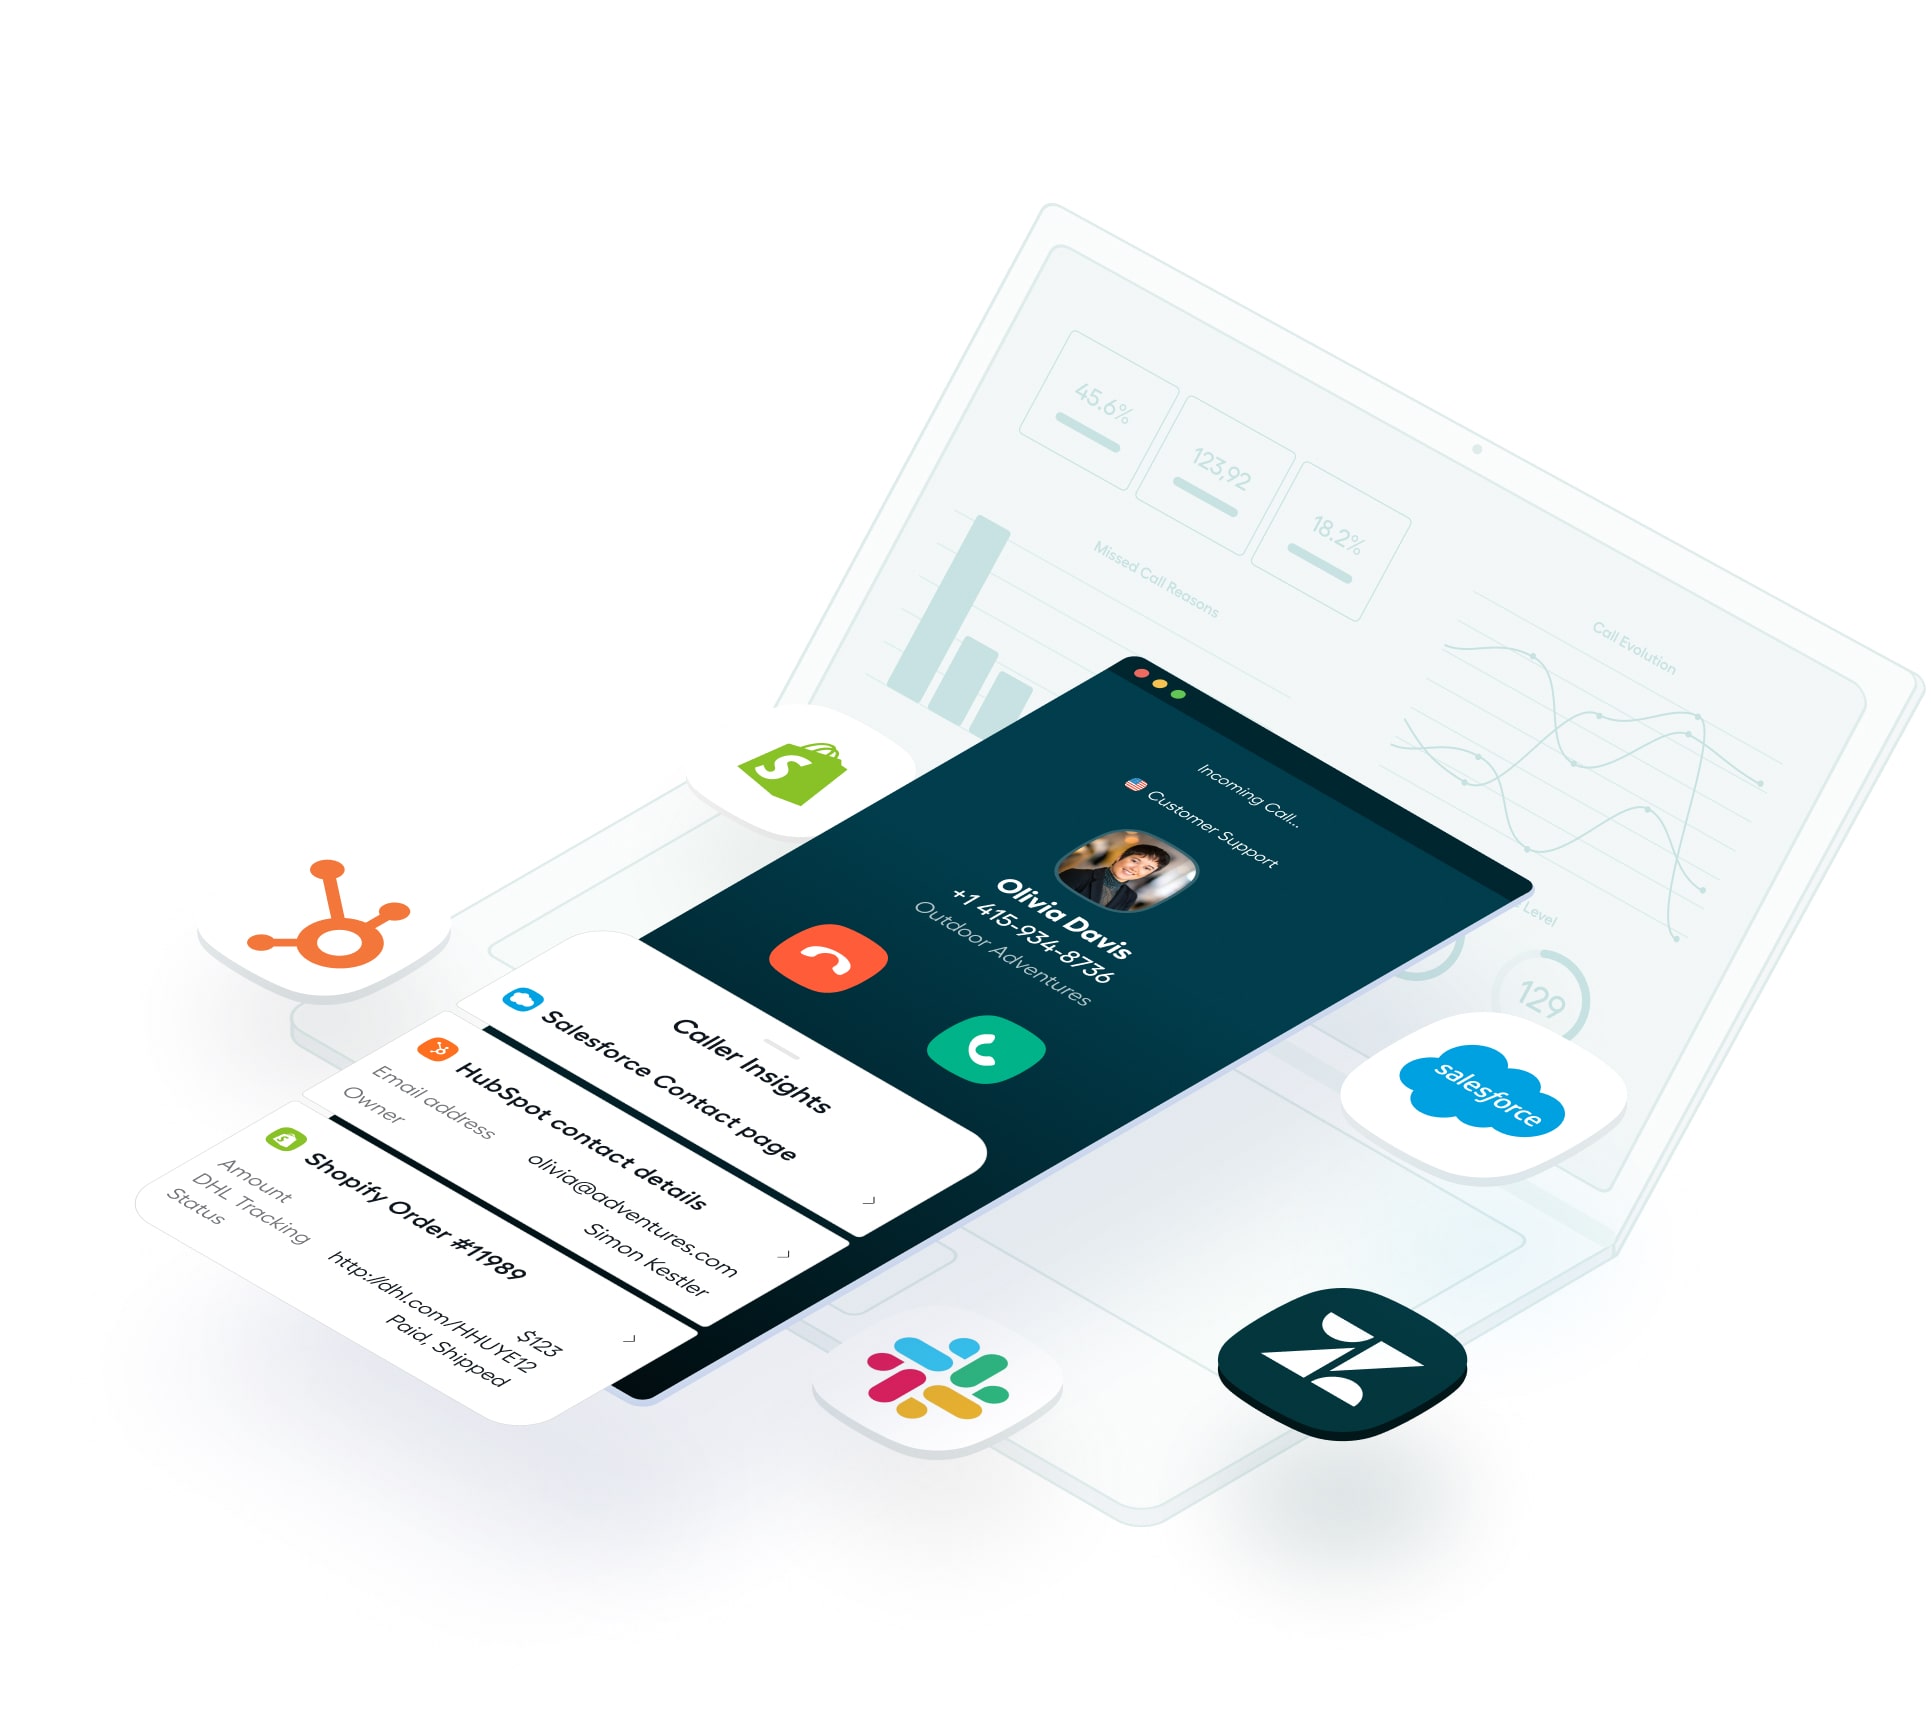 45.6%
123,92
18.2%
Missed Call Reasons
Call Evolution
Level
129
Incoming Call...
Customer Support
Olivia Davis
+1 415-934-8736
Outdoor Adventures
Caller Insights
Salesforce Contact page
HubSpot contact details
Email address olivia@adventures.com
Owner Simon Kestler
Shopify Order #11989
Amount $123
DHL Tracking http://dhl.com/HHUYE12
Status Paid, Shipped
salesforce